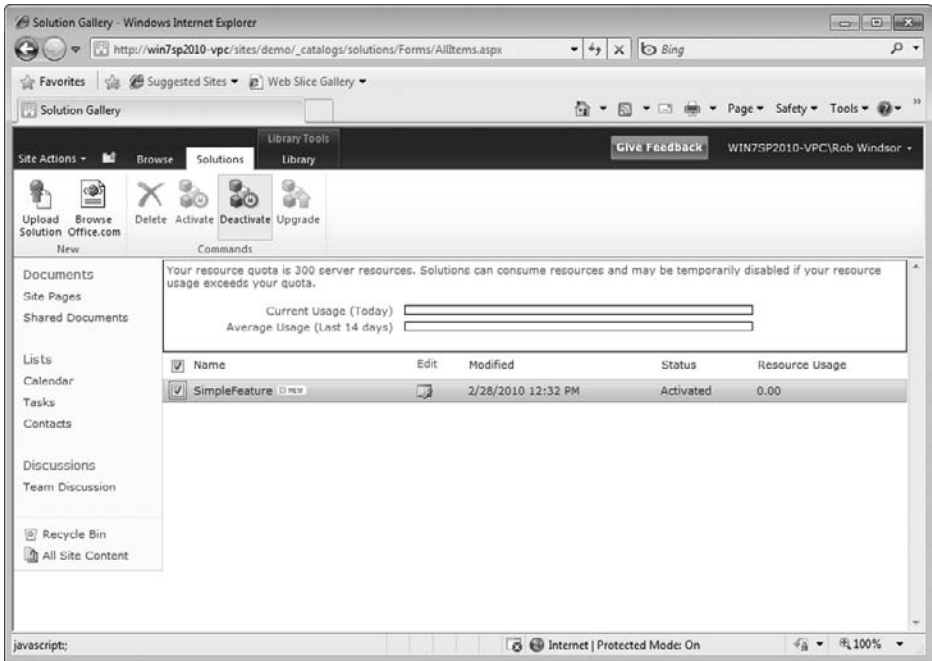 Solution Gallery - Windows Internet Explorer
http://win7sp2010-vpc/sites/demo/_catalogs/solutions/Forms/AllItems.aspx
Bing
Favorites
Suggested Sites
Web Slice Gallery
Solution Gallery
Page
Safety
Tools
Library Tools
Site Actions
Browse
Solutions
Library
Give Feedback
WIN7SP2010-VPC\Rob Windsor
Upload Solution
Browse Office.com
Delete
Activate
Deactivate
Upgrade
New
Commands
Documents
Site Pages
Shared Documents
Lists
Calendar
Tasks
Contacts
Discussions
Team Discussion
Recycle Bin
All Site Content
Your resource quota is 300 server resources. Solutions can consume resources and may be temporarily disabled if your resource
usage exceeds your quota.
Current Usage (Today)
Average Usage (Last 14 days)
Name Edit Modified Status Resource Usage
SimpleFeature NEW 2/28/2010 12:32 PM Activated 0.00
javascript:;
Internet | Protected Mode: On
100%